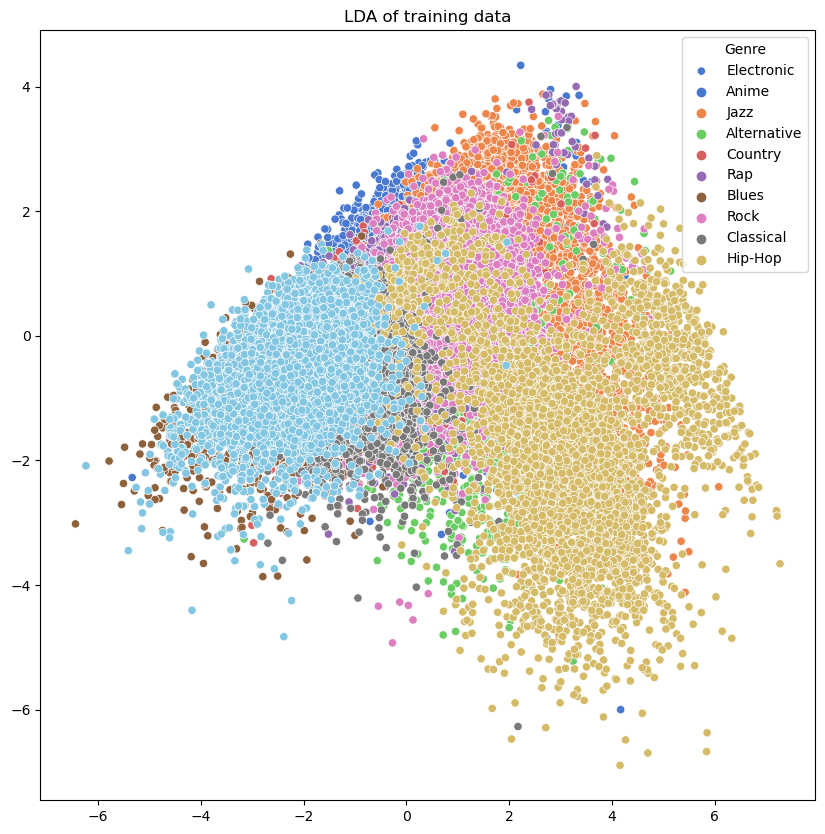 LDA of training data
Genre
Electronic
Anime
Jazz
Alternative
Country
Rap
Blues
Rock
Classical
Hip-Hop
4
2
0
−2
−4
−6
−6
−4
−2
0
2
4
6